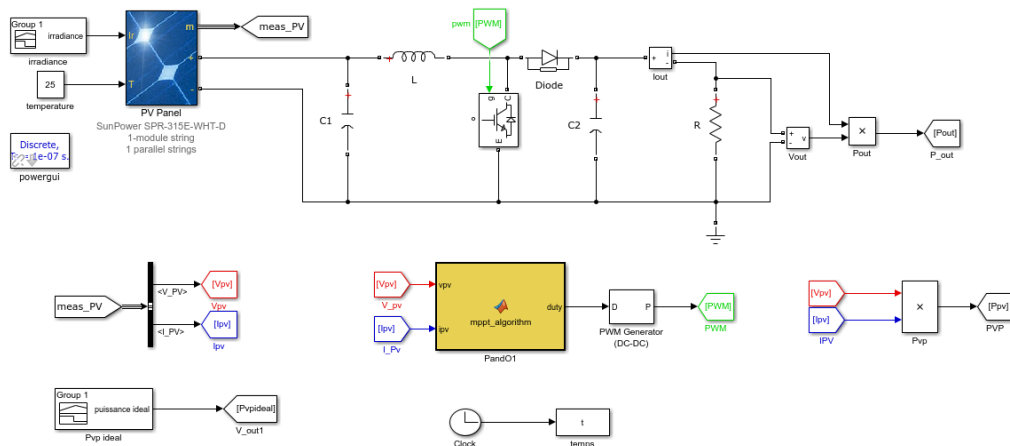 Group 1
irradiance
Ir
m
meas_PV
irradiance
25
T
+
-
temperature
PV Panel
SunPower SPR-315E-WHT-D
1-module string
1 parallel strings
Discrete,
powergui
C1
+
L
pwm
[PWM]
g
C
E
Diode
C2
+
+
-
i
Iout
R
+
+
-
v
Vout
×
Pout
[Pout]
P_out
meas_PV
<V_PV>
[Vpv]
Vpv
<I_PV>
[Ipv]
Ipv
[Vpv]
V_pv
[Ipv]
I_Pv
vpv
ipv
mppt_algorithm
duty
PandO1
D
P
PWM Generator
(DC-DC)
[PWM]
PWM
[Vpv]
[Ipv]
IPV
×
Pvp
[Ppv]
PVP
Group 1
puissance ideal
Pvp ideal
[Pvpideal]
V_out1
Clock
t
temps